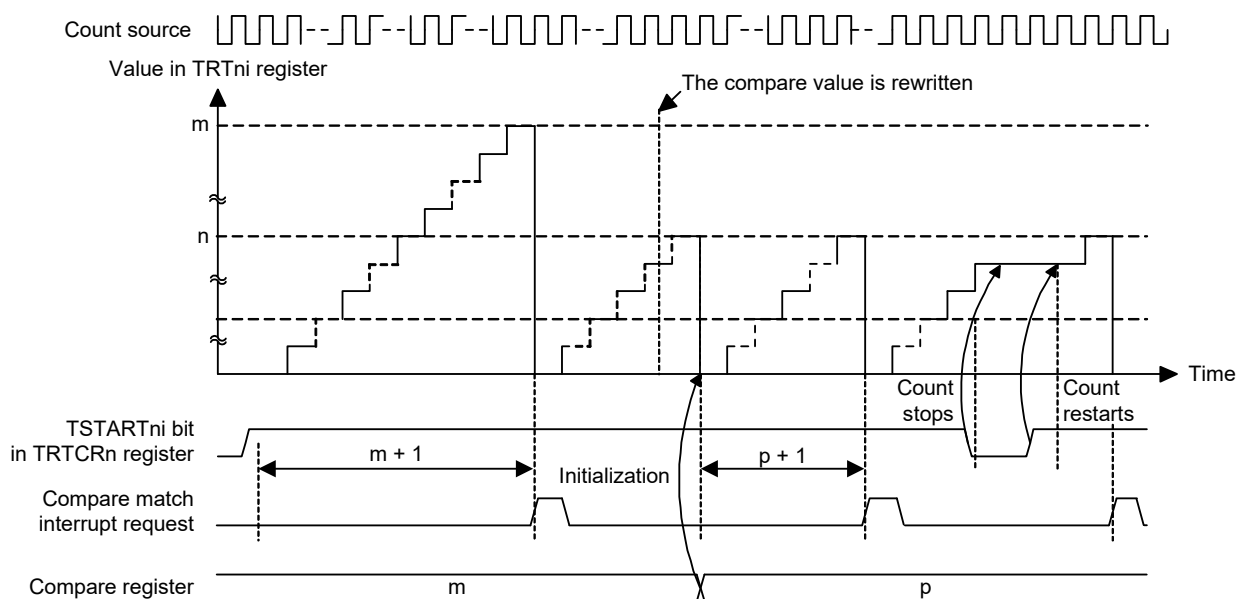 Count source
Value in TRTni register
The compare value is rewritten
m
n
Time
Count
stops
Count
restarts
TSTARTni bit
in TRTCRn register
m + 1
Initialization
p + 1
Compare match
interrupt request
Compare register
m
p